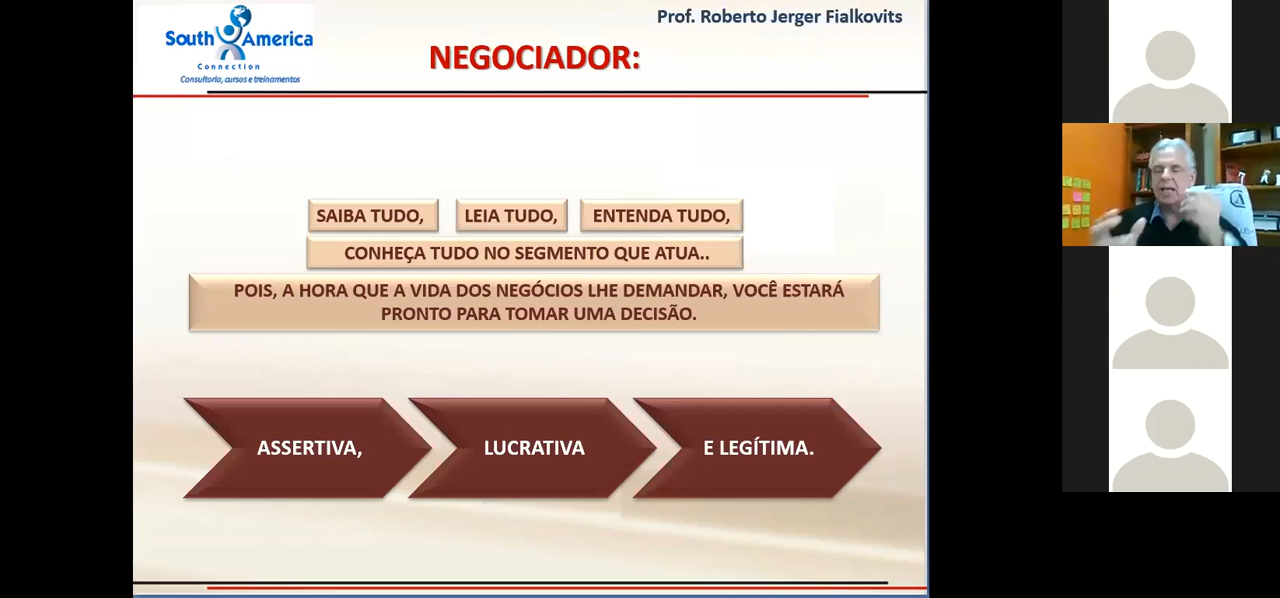 Prof. Roberto Jerger Fialkovits
South America
Connection
Consultoria, cursos e treinamentos
NEGOCIADOR:
SAIBA TUDO, LEIA TUDO, ENTENDA TUDO,
CONHEÇA TUDO NO SEGMENTO QUE ATUA..
POIS, A HORA QUE A VIDA DOS NEGÓCIOS LHE DEMANDAR, VOCÊ ESTARÁ
PRONTO PARA TOMAR UMA DECISÃO.
ASSERTIVA, LUCRATIVA E LEGÍTIMA.